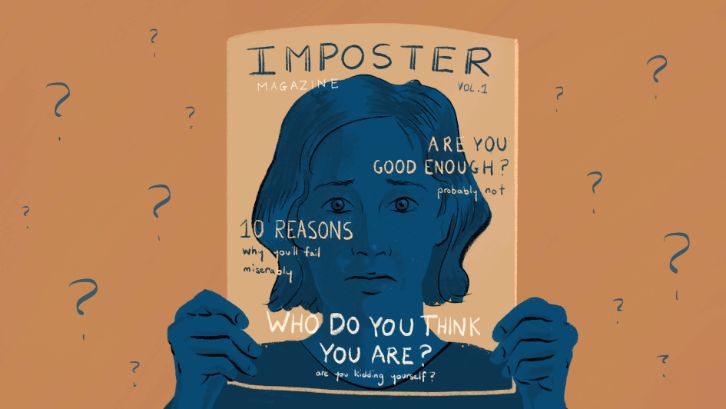 IMPOSTER
MAGAZINE VOL.1
ARE YOU
GOOD ENOUGH?
probably not
10 REASONS
why you'll fail
miserably
WHO DO YOU THINK
YOU ARE?
are you kidding yourself?